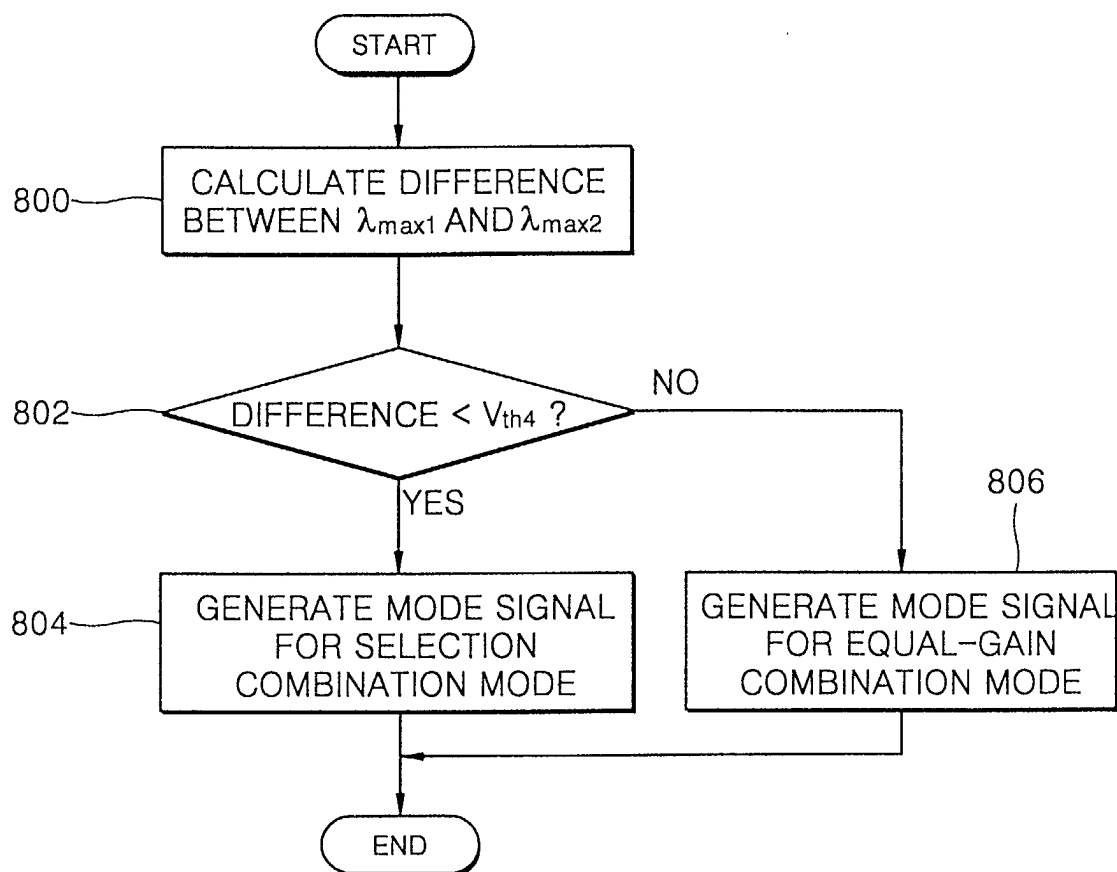 START
800
CALCULATE DIFFERENCE
BETWEEN λmax1 AND λmax2
802
DIFFERENCE < Vth4 ?
NO
YES
806
804
GENERATE MODE SIGNAL
FOR SELECTION
COMBINATION MODE
GENERATE MODE SIGNAL
FOR EQUAL-GAIN
COMBINATION MODE
END